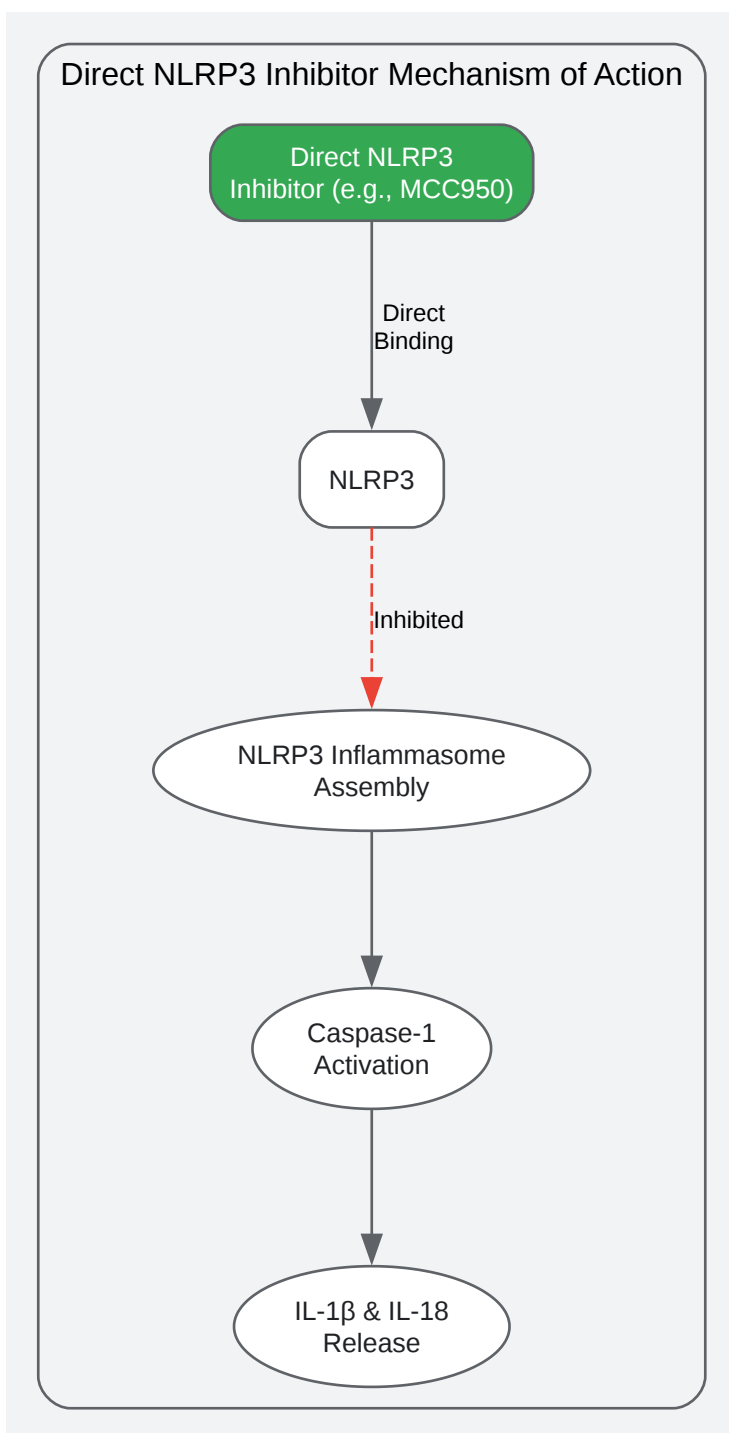 Direct NLRP3 Inhibitor Mechanism of Action
Direct NLRP3
Inhibitor (e.g., MCC950)
Direct
Binding
NLRP3
Inhibited
NLRP3 Inflammasome
Assembly
Caspase-1
Activation
IL-1β & IL-18
Release